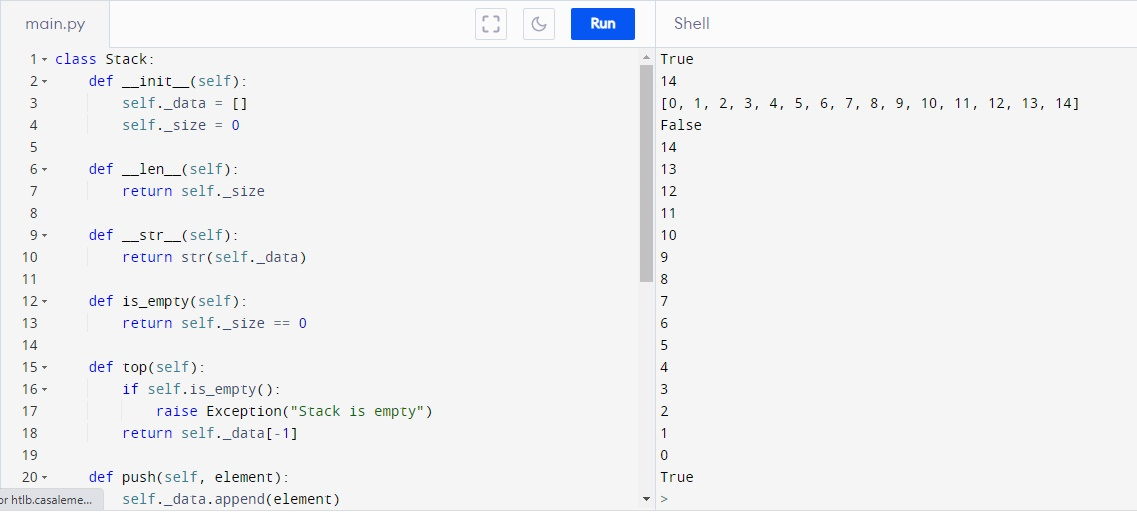 main.py
Run
Shell
1 class Stack:
2     def __init__(self):
3         self._data = []
4         self._size = 0
5
6     def __len__(self):
7         return self._size
8
9     def __str__(self):
10         return str(self._data)
11
12     def is_empty(self):
13         return self._size == 0
14
15     def top(self):
16         if self.is_empty():
17             raise Exception("Stack is empty")
18         return self._data[-1]
19
20     def push(self, element):
        self._data.append(element)
or htlb.casaleme...
True
14
[0, 1, 2, 3, 4, 5, 6, 7, 8, 9, 10, 11, 12, 13, 14]
False
14
13
12
11
10
9
8
7
6
5
4
3
2
1
0
True
>